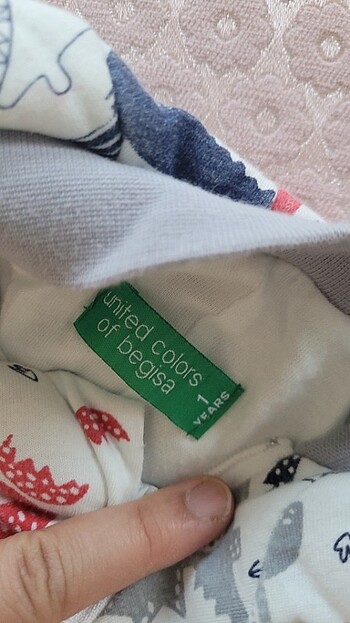 united colors
of begisa
1
YEARS